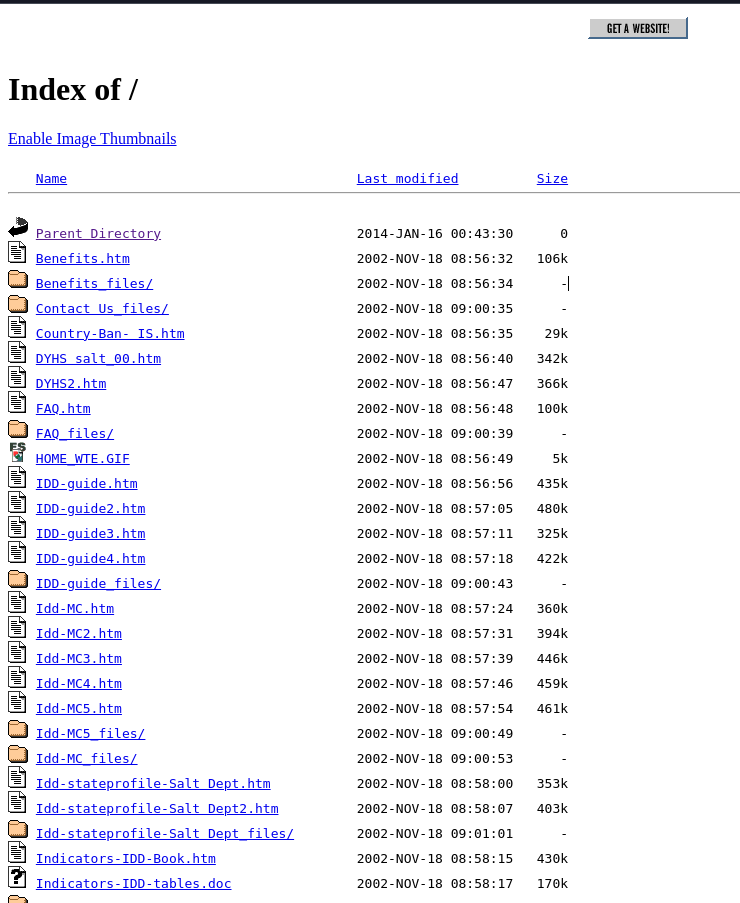 GET A WEBSITE!
Index of /
Enable Image Thumbnails
Name Last modified Size
Parent Directory 2014-JAN-16 00:43:30 0
Benefits.htm 2002-NOV-18 08:56:32 106k
Benefits_files/ 2002-NOV-18 08:56:34 -
Contact Us_files/ 2002-NOV-18 09:00:35 -
Country-Ban- IS.htm 2002-NOV-18 08:56:35 29k
DYHS salt_00.htm 2002-NOV-18 08:56:40 342k
DYHS2.htm 2002-NOV-18 08:56:47 366k
FAQ.htm 2002-NOV-18 08:56:48 100k
FAQ_files/ 2002-NOV-18 09:00:39 -
FS HOME_WTE.GIF 2002-NOV-18 08:56:49 5k
IDD-guide.htm 2002-NOV-18 08:56:56 435k
IDD-guide2.htm 2002-NOV-18 08:57:05 480k
IDD-guide3.htm 2002-NOV-18 08:57:11 325k
IDD-guide4.htm 2002-NOV-18 08:57:18 422k
IDD-guide_files/ 2002-NOV-18 09:00:43 -
Idd-MC.htm 2002-NOV-18 08:57:24 360k
Idd-MC2.htm 2002-NOV-18 08:57:31 394k
Idd-MC3.htm 2002-NOV-18 08:57:39 446k
Idd-MC4.htm 2002-NOV-18 08:57:46 459k
Idd-MC5.htm 2002-NOV-18 08:57:54 461k
Idd-MC5_files/ 2002-NOV-18 09:00:49 -
Idd-MC_files/ 2002-NOV-18 09:00:53 -
Idd-stateprofile-Salt Dept.htm 2002-NOV-18 08:58:00 353k
Idd-stateprofile-Salt Dept2.htm 2002-NOV-18 08:58:07 403k
Idd-stateprofile-Salt Dept_files/ 2002-NOV-18 09:01:01 -
Indicators-IDD-Book.htm 2002-NOV-18 08:58:15 430k
Indicators-IDD-tables.doc 2002-NOV-18 08:58:17 170k